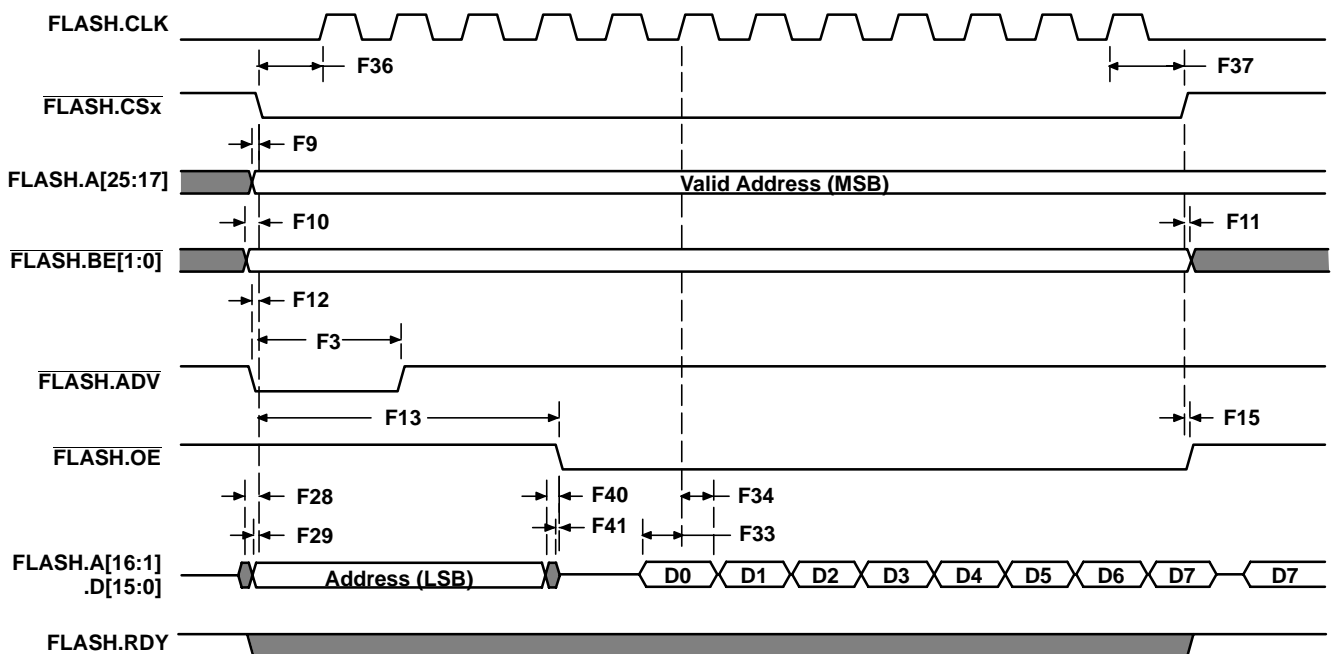 FLASH.CLK
F36
F37
FLASH.CSx
F9
FLASH.A[25:17]
Valid Address (MSB)
F10
F11
FLASH.BE[1:0]
F12
F3
FLASH.ADV
F13
F15
FLASH.OE
F28
F40
F34
F29
F41
F33
FLASH.A[16:1]
.D[15:0]
Address (LSB)
D0 D1 D2 D3 D4 D5 D6 D7 D7
FLASH.RDY